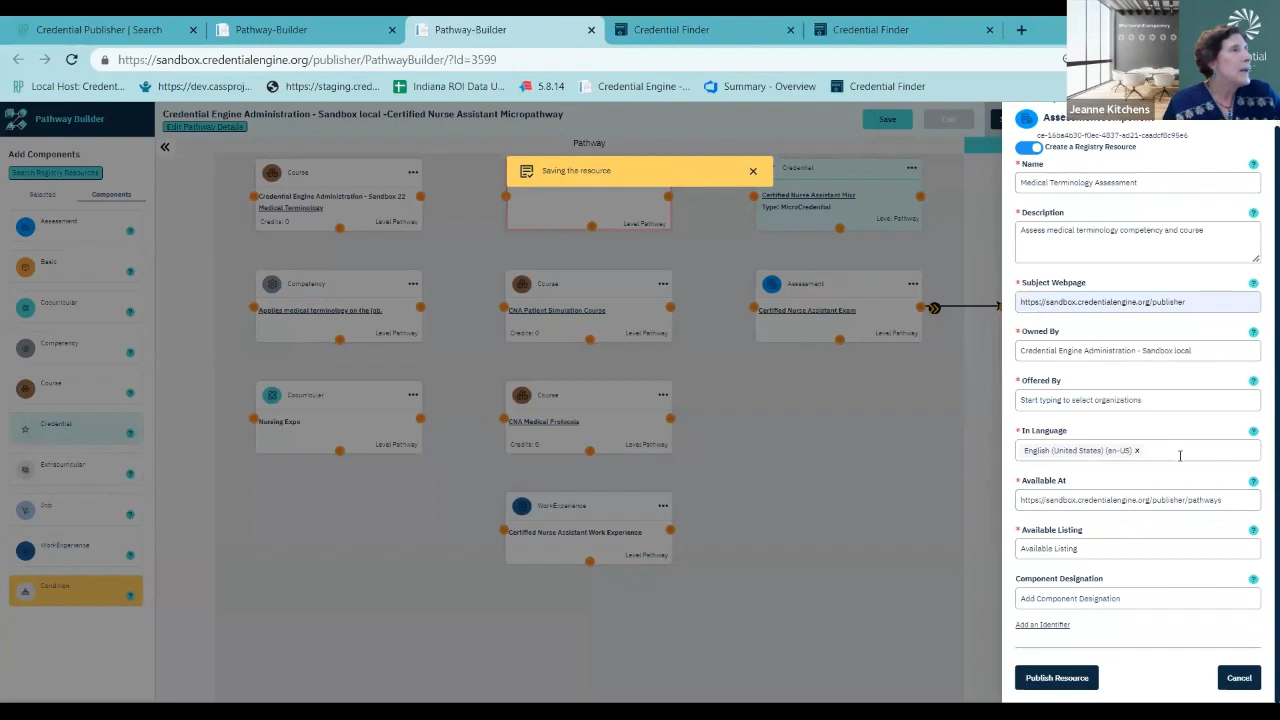 Credential Publisher | Search
Pathway-Builder
Pathway-Builder
Credential Finder
Credential Finder
https://sandbox.credentialengine.org/publisher/PathwayBuilder/?Id=3599
Local Host: Credent...
https://dev.cassproj...
https://staging.cred...
Indiana ROI Data U...
5.8.14
Credential Engine -...
Summary - Overview
Credential Finder
Jeanne Kitchens
Pathway Builder
Credential Engine Administration - Sandbox local -Certified Nurse Assistant Micropathway
Edit Pathway Details
Save
Add Components
Search Registry Resources
Selected
Components
Assessment
Basic
Cocurricular
Competency
Course
Credential
Extracurricular
Job
WorkExperience
Condition
Pathway
Saving the resource
Course
Credential Engine Administration - Sandbox 22
Medical Terminology
Credits: 0
Level Pathway
Level Pathway
Credential
Certified Nurse Assistant Micr
Type: MicroCredential
Level Pathway
Competency
Applies medical terminology on the job.
Level Pathway
Course
CNA Patient Simulation Course
Credits: 0
Level Pathway
Assessment
Certified Nurse Assistant Exam
Level Pathway
Cocurricular
Nursing Expo
Level Pathway
Course
CNA Medical Protocols
Credits: 0
Level Pathway
WorkExperience
Certified Nurse Assistant Work Experience
Level Pathway
ce-16ba4b30-f0ec-4837-ad21-caadcf8c95e6
Create a Registry Resource
* Name
Medical Terminology Assessment
* Description
Assess medical terminology competency and course
* Subject Webpage
https://sandbox.credentialengine.org/publisher
* Owned By
Credential Engine Administration - Sandbox local
* Offered By
Start typing to select organizations
* In Language
English (United States) (en-US) ×
* Available At
https://sandbox.credentialengine.org/publisher/pathways
* Available Listing
Available Listing
Component Designation
Add Component Designation
Add an Identifier
Publish Resource
Cancel